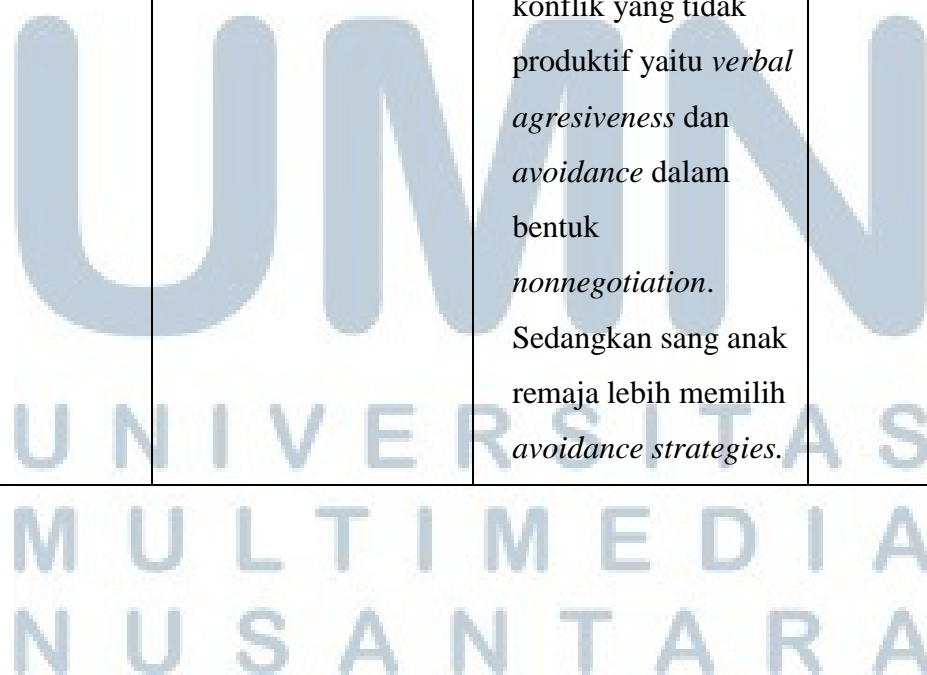 konflik yang tidak
produktif yaitu verbal
agresiveness dan
avoidance dalam
bentuk
nonnegotiation.
Sedangkan sang anak
remaja lebih memilih
avoidance strategies.
UMN
UNIVERSITAS
MULTIMEDIA
NUSANTARA